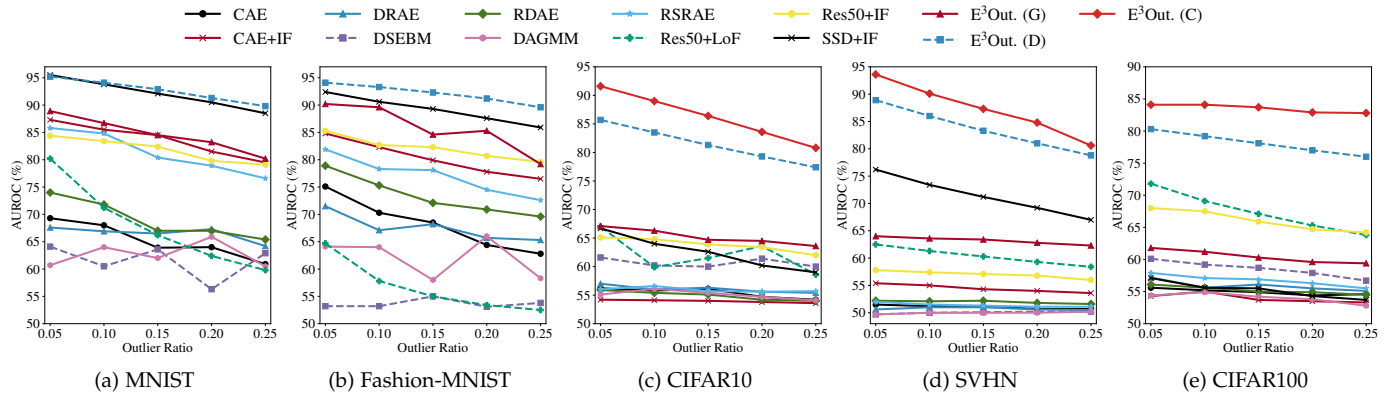 CAE DRAE RDAE RSRAE Res50+IF E³Out. (G) E³Out. (C)
CAE+IF DSEBM DAGMM Res50+LoF SSD+IF E³Out. (D)
95
90
85
80
75
70
65
60
55
50
AUROC (%)
0.05 0.10 0.15 0.20 0.25
Outlier Ratio
(a) MNIST
95
90
85
80
75
70
65
60
55
50
AUROC (%)
0.05 0.10 0.15 0.20 0.25
Outlier Ratio
(b) Fashion-MNIST
95
90
85
80
75
70
65
60
55
50
AUROC (%)
0.05 0.10 0.15 0.20 0.25
Outlier Ratio
(c) CIFAR10
95
90
85
80
75
70
65
60
55
50
AUROC (%)
0.05 0.10 0.15 0.20 0.25
Outlier Ratio
(d) SVHN
90
85
80
75
70
65
60
55
50
AUROC (%)
0.05 0.10 0.15 0.20 0.25
Outlier Ratio
(e) CIFAR100